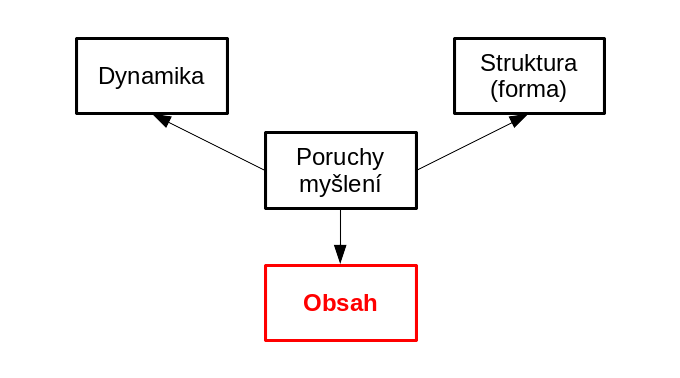 Dynamika
Struktura
(forma)
Poruchy
myšlení
Obsah